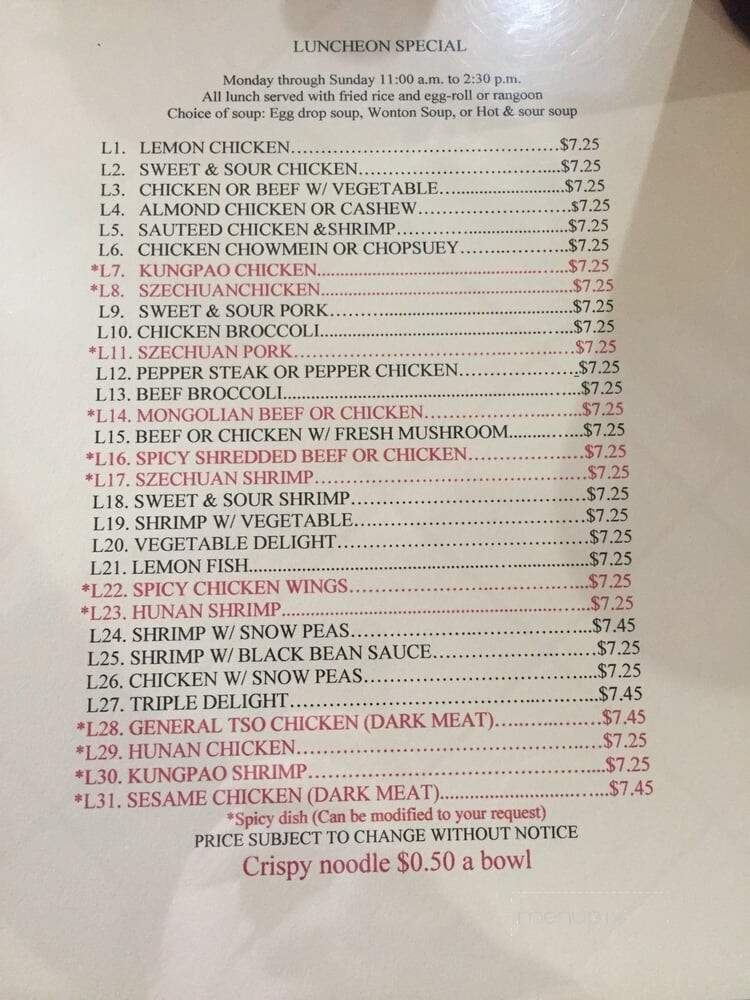 LUNCHEON SPECIAL
Monday through Sunday 11:00 a.m. to 2:30 p.m.
All lunch served with fried rice and egg-roll or rangoon
Choice of soup: Egg drop soup, Wonton Soup, or Hot & sour soup
L1. LEMON CHICKEN........................$7.25
L2. SWEET & SOUR CHICKEN........................$7.25
L3. CHICKEN OR BEEF W/ VEGETABLE........................$7.25
L4. ALMOND CHICKEN OR CASHEW........................$7.25
L5. SAUTEED CHICKEN &SHRIMP........................$7.25
L6. CHICKEN CHOWMEIN OR CHOPSUEY........................$7.25
*L7. KUNGPAO CHICKEN........................$7.25
*L8. SZECHUANCHICKEN........................$7.25
L9. SWEET & SOUR PORK........................$7.25
L10. CHICKEN BROCCOLI........................$7.25
*L11. SZECHUAN PORK........................$7.25
L12. PEPPER STEAK OR PEPPER CHICKEN........................$7.25
L13. BEEF BROCCOLI........................$7.25
*L14. MONGOLIAN BEEF OR CHICKEN........................$7.25
L15. BEEF OR CHICKEN W/ FRESH MUSHROOM........................$7.25
*L16. SPICY SHREDDED BEEF OR CHICKEN........................$7.25
*L17. SZECHUAN SHRIMP........................$7.25
L18. SWEET & SOUR SHRIMP........................$7.25
L19. SHRIMP W/ VEGETABLE........................$7.25
L20. VEGETABLE DELIGHT........................$7.25
L21. LEMON FISH........................$7.25
*L22. SPICY CHICKEN WINGS........................$7.25
*L23. HUNAN SHRIMP........................$7.25
L24. SHRIMP W/ SNOW PEAS........................$7.45
L25. SHRIMP W/ BLACK BEAN SAUCE........................$7.25
L26. CHICKEN W/ SNOW PEAS........................$7.25
L27. TRIPLE DELIGHT........................$7.45
*L28. GENERAL TSO CHICKEN (DARK MEAT)........................$7.45
*L29. HUNAN CHICKEN........................$7.25
*L30. KUNGPAO SHRIMP........................$7.25
*L31. SESAME CHICKEN (DARK MEAT)........................$7.45
*Spicy dish (Can be modified to your request)
PRICE SUBJECT TO CHANGE WITHOUT NOTICE
Crispy noodle $0.50 a bowl